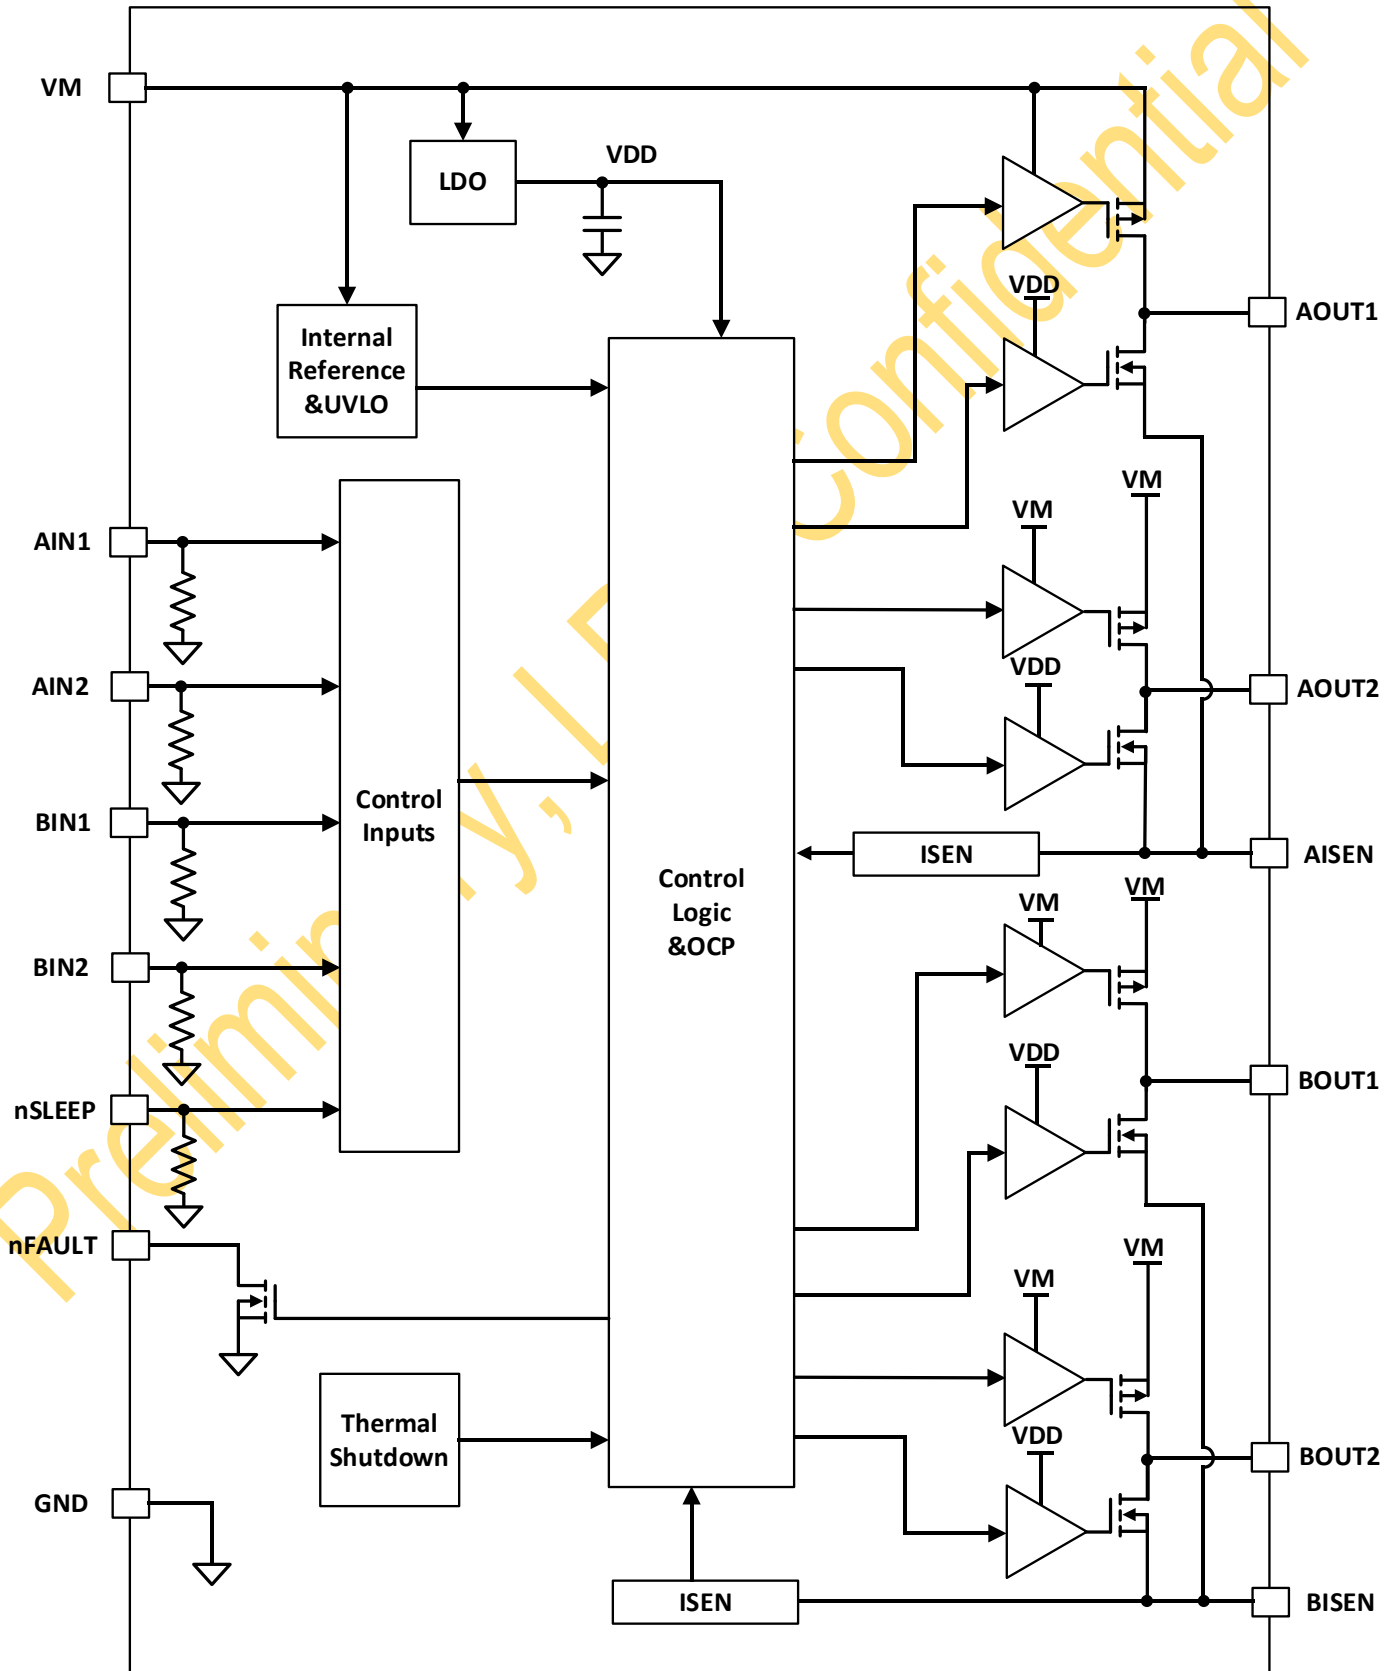 VM
LDO
VDD
Internal
Reference
&UVLO
VDD
AOUT1
VM
VM
AIN1
VDD
AIN2
AOUT2
Control
Inputs
BIN1
ISEN
AISEN
Control
Logic
&OCP
VM
VM
BIN2
VDD
BOUT1
nSLEEP
nFAULT
VM
VM
Thermal
Shutdown
VDD
BOUT2
GND
ISEN
BISEN
Preliminary, Confidential